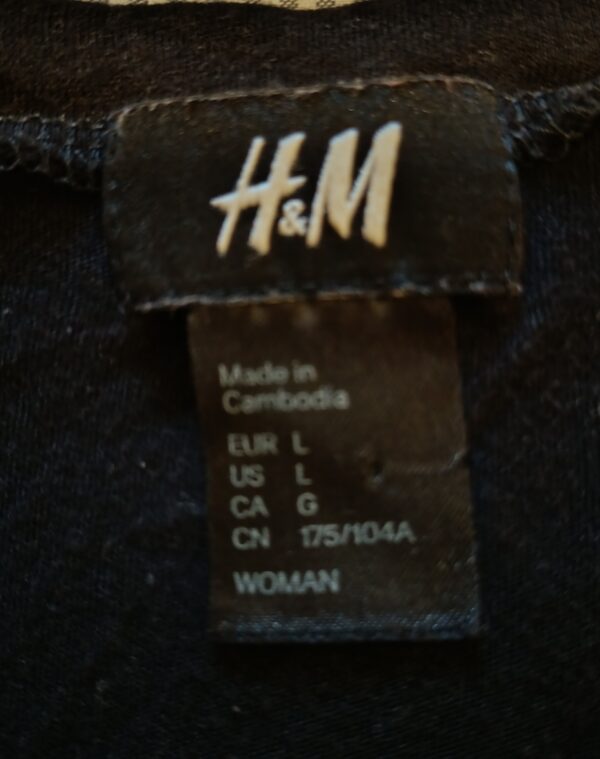 H&M
Made in
Cambodia
EUR L
US L
CA G
CN 175/104A
WOMAN